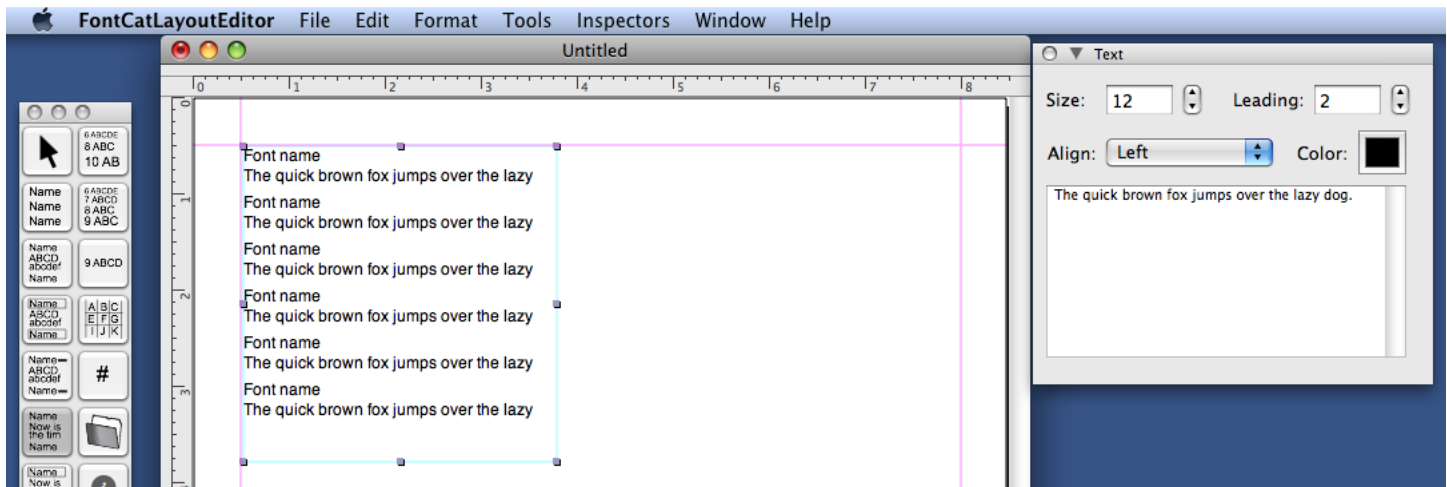 FontCatLayoutEditor File Edit Format Tools Inspectors Window Help
Untitled
0 1 2 3 4 5 6 7 8
0
1
2
3
Font name
The quick brown fox jumps over the lazy
Font name
The quick brown fox jumps over the lazy
Font name
The quick brown fox jumps over the lazy
Font name
The quick brown fox jumps over the lazy
Font name
The quick brown fox jumps over the lazy
Font name
The quick brown fox jumps over the lazy
6 ABCDE
8 ABC
10 AB
Name
Name
Name
6 ABCDE
7 ABCD
8 ABC
9 ABC
Name
ABCD
abcdef
Name
9 ABCD
Name
ABCD
abcdef
Name
A B C
E F G
I J K
Name
ABCD
abcdef
Name
#
Name
Now is
the tim
Name
Name
Now is
Text
Size: 12 Leading: 2
Align: Left Color:
The quick brown fox jumps over the lazy dog.